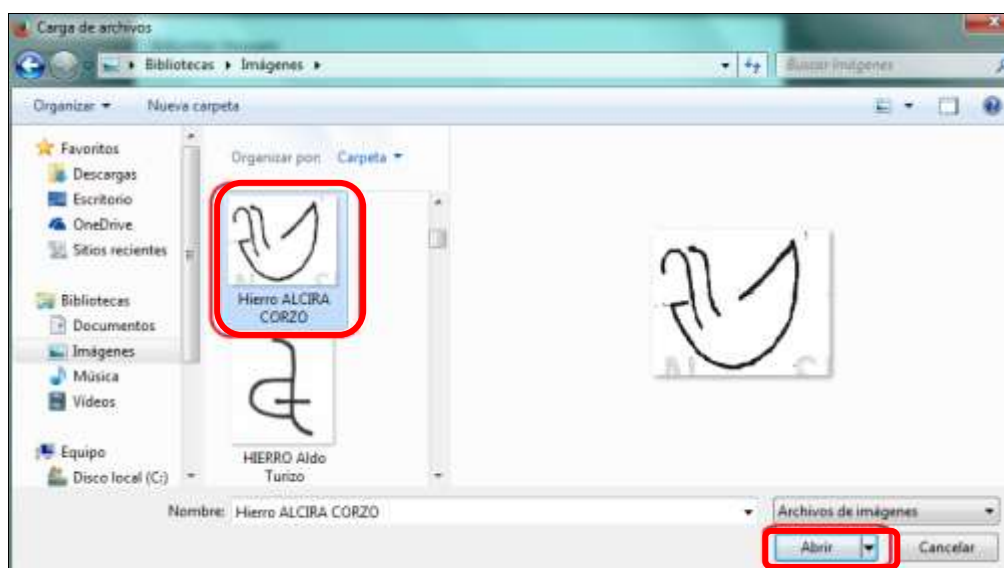 Carga de archivos
Bibliotecas Imágenes
Buscar Imágenes
Organizar Nueva carpeta
Favoritos
Descargas
Escritorio
OneDrive
Sitios recientes
Bibliotecas
Documentos
Imágenes
Música
Vídeos
Equipo
Disco local (C:)
Organizar por: Carpeta
Hierro ALCIRA
CORZO
HIERRO Aldo
Turizo
Nombre: Hierro ALCIRA CORZO
Archivos de imágenes
Abrir Cancelar